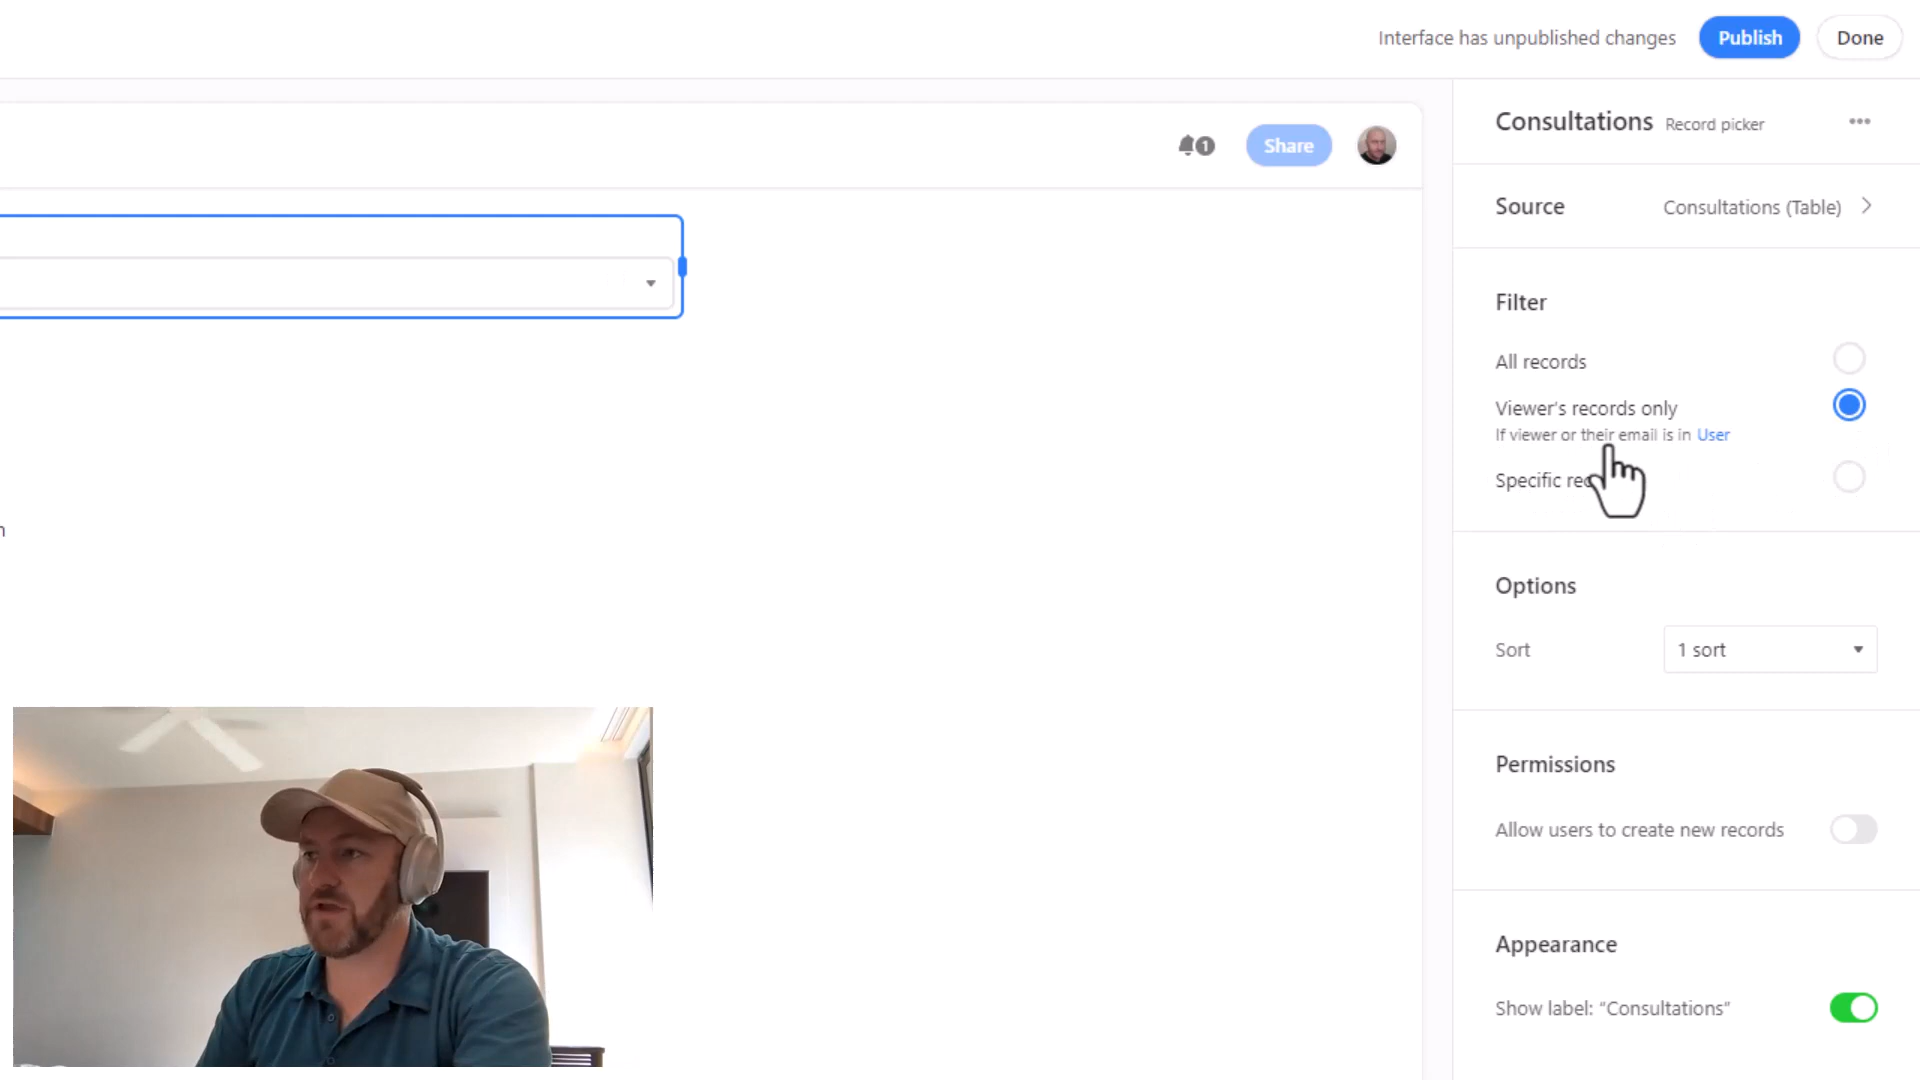 Interface has unpublished changes Publish Done
Consultations Record picker
1 Share
Source Consultations (Table)
Filter
All records
Viewer's records only
If viewer or their email is in User
Specific
Options
Sort 1 sort
Permissions
Allow users to create new records
Appearance
Show label: "Consultations"